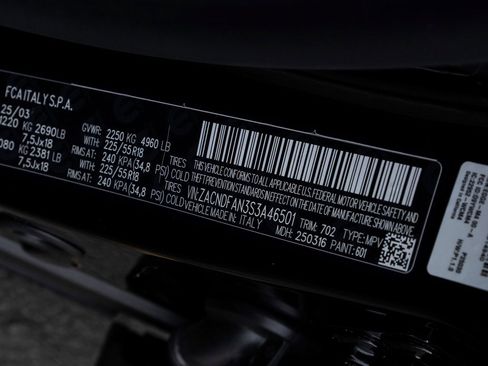 FCA ITALY S.P.A.
25/03
1220 KG 2690LB
7,5Jx18
080 KG 2381 LB
7,5Jx18
GVWR: 2250 KG 4960 LB
WITH: 225/55R18 TIRES
RIMS AT: 240 KPA(34,8 PSI) COLD
WITH: 225/55R18 TIRES
RIMS AT: 240 KPA(34,8 PSI) COLD
THIS VEHICLE CONFORMS TO ALL APPLICABLE U.S. FEDERAL MOTOR VEHICLE SAFETY AND
THEFT PREVENTION STANDARDS IN EFFECT ON THE DATE OF MANUFACTURE SHOWN ABOVE.
VIN: ZACNDFAN3S3A46501 TYPE: MPV
VEHICLE MADE IN: ITALY TRIM: 702 PAINT: 601
MDH: 250316